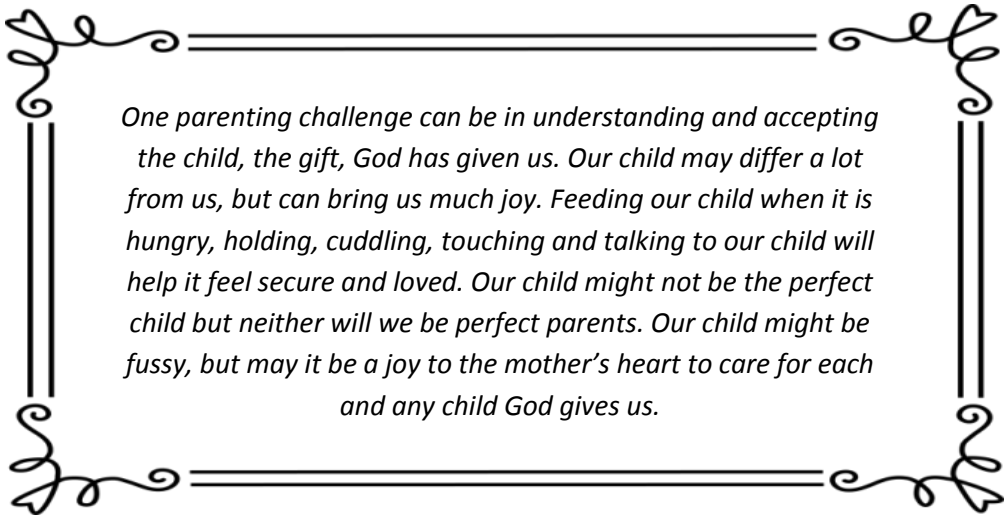 One parenting challenge can be in understanding and accepting
the child, the gift, God has given us. Our child may differ a lot
from us, but can bring us much joy. Feeding our child when it is
hungry, holding, cuddling, touching and talking to our child will
help it feel secure and loved. Our child might not be the perfect
child but neither will we be perfect parents. Our child might be
fussy, but may it be a joy to the mother’s heart to care for each
and any child God gives us.